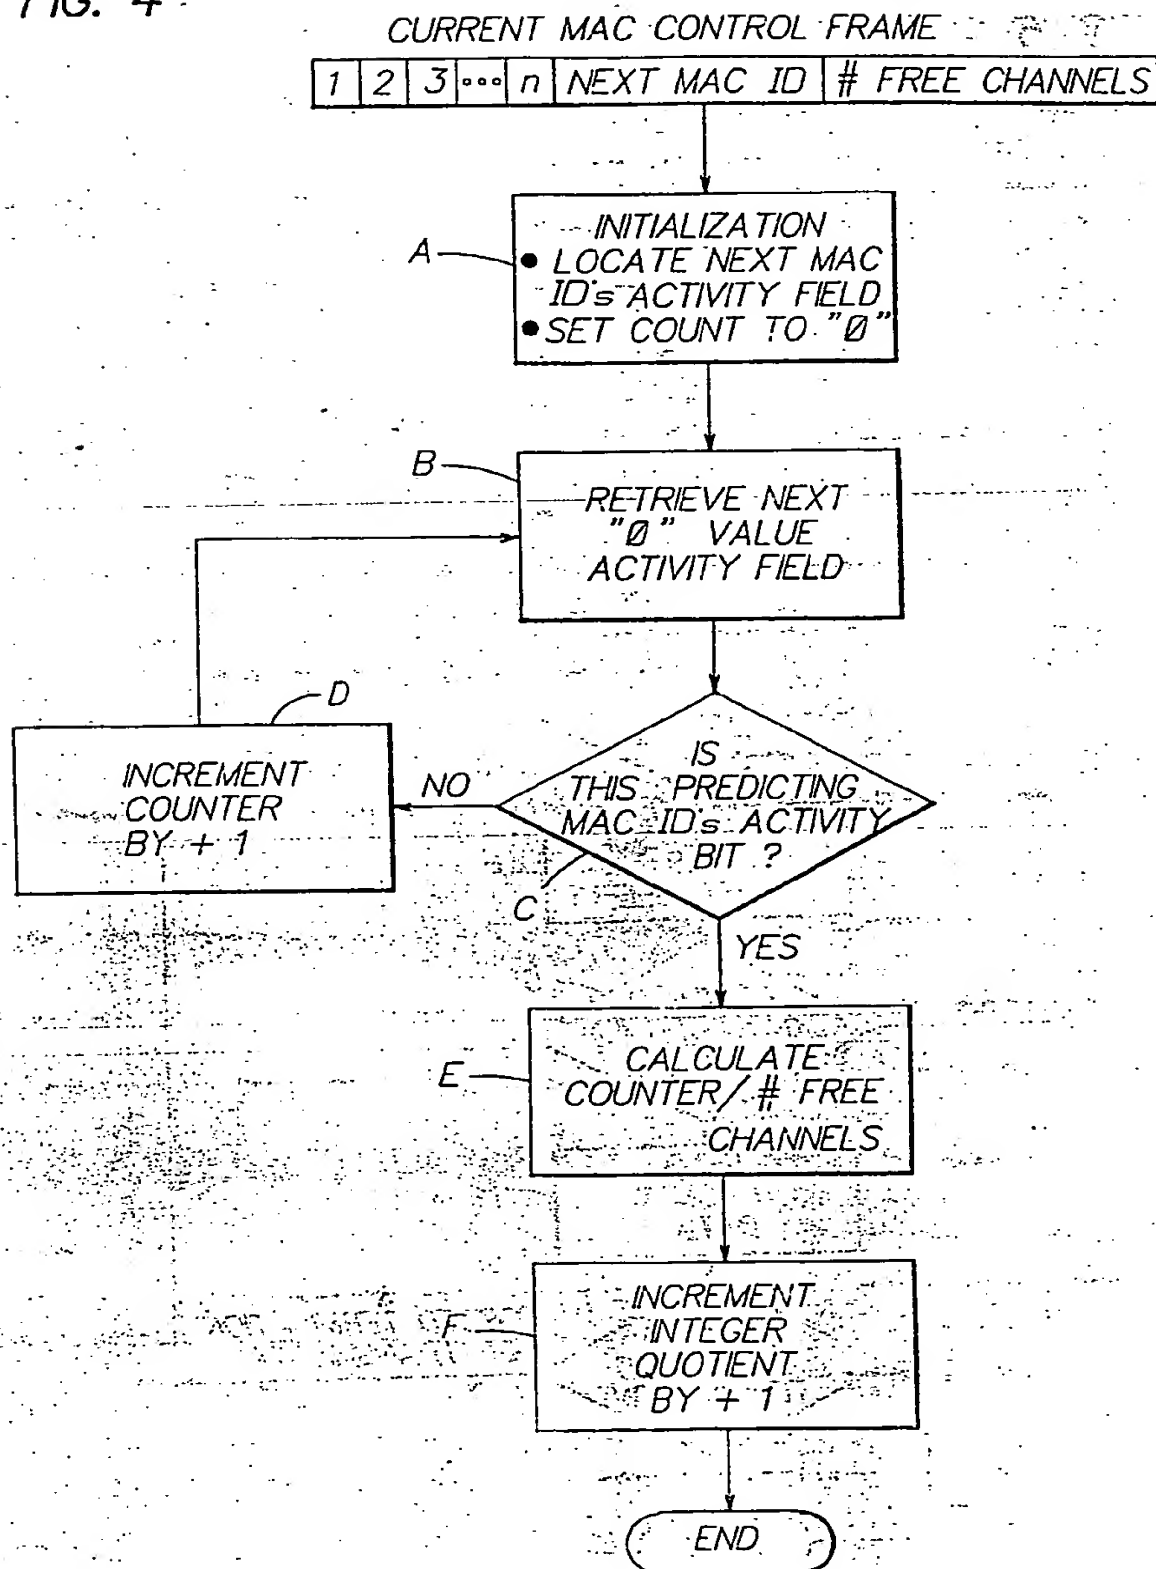 FIG. 4
CURRENT MAC CONTROL FRAME
1 2 3 ••• n NEXT MAC ID # FREE CHANNELS
A
INITIALIZATION
• LOCATE NEXT MAC
ID's ACTIVITY FIELD
• SET COUNT TO "Ø"
B
RETRIEVE NEXT
"Ø" VALUE
ACTIVITY FIELD
D
INCREMENT
COUNTER
BY + 1
NO
IS
THIS PREDICTING
MAC ID's ACTIVITY
BIT ?
C
YES
E
CALCULATE
COUNTER/# FREE
CHANNELS
F
INCREMENT
INTEGER
QUOTIENT
BY + 1
END